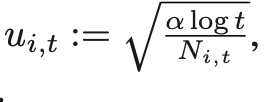 u_{i,t} := \sqrt{\frac{\alpha \log t}{N_{i,t}}},
.